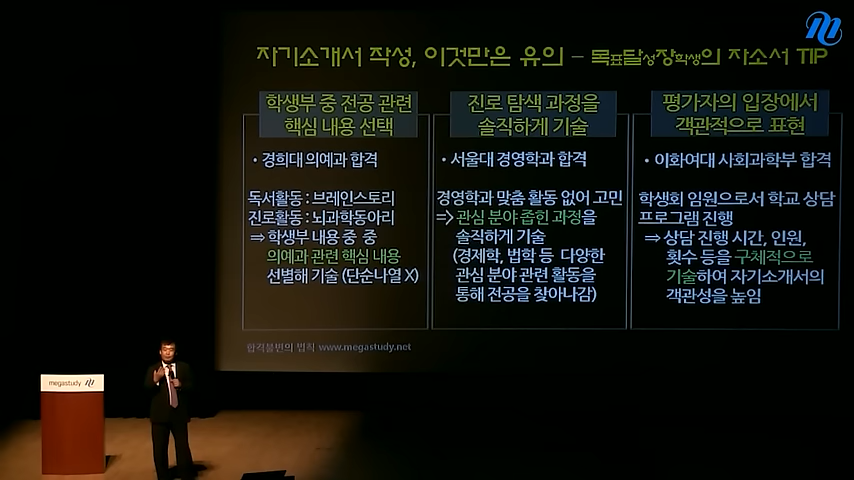 자기소개서 작성, 이것만은 유의 – 목표달성장학생의 자소서 TIP
학생부 중 전공 관련
핵심 내용 선택
• 경희대 의예과 합격
독서활동 : 브레인스토리
진로활동 : 뇌과학동아리
⇒ 학생부 내용 중 중
의예과 관련 핵심 내용
선별해 기술 (단순나열 X)
진로 탐색 과정을
솔직하게 기술
• 서울대 경영학과 합격
경영학과 맞춤 활동 없어 고민
⇒ 관심 분야 좁힌 과정을
솔직하게 기술
(경제학, 법학 등 다양한
관심 분야 관련 활동을
통해 전공을 찾아나감)
평가자의 입장에서
객관적으로 표현
• 이화여대 사회과학부 합격
학생회 임원으로서 학교 상담
프로그램 진행
⇒ 상담 진행 시간, 인원,
횟수 등을 구체적으로
기술하여 자기소개서의
객관성을 높임
합격불변의 법칙 www.megastudy.net
megastudy